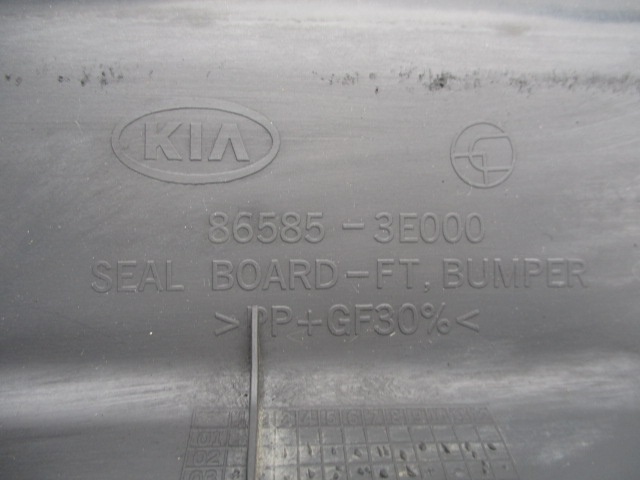 KIA
86585-3E000
SEAL BOARD-FT, BUMPER
>PP+GF30%<